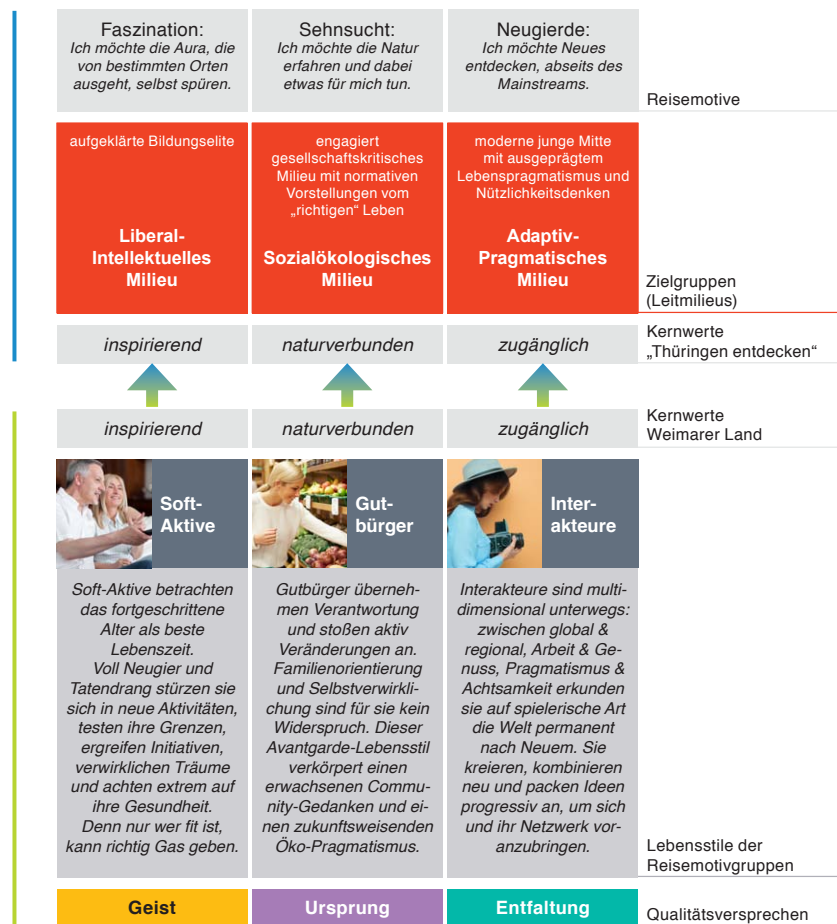 Faszination:
Ich möchte die Aura, die
von bestimmten Orten
ausgeht, selbst spüren.
Sehnsucht:
Ich möchte die Natur
erfahren und dabei
etwas für mich tun.
Neugierde:
Ich möchte Neues
entdecken, abseits des
Mainstreams.
Reisemotive
aufgeklärte Bildungselite
Liberal-
Intellektuelles
Milieu
engagiert
gesellschaftskritisches
Milieu mit normativen
Vorstellungen vom
„richtigen“ Leben
Sozialökologisches
Milieu
moderne junge Mitte
mit ausgeprägtem
Lebenspragmatismus und
Nützlichkeitsdenken
Adaptiv-
Pragmatisches
Milieu
Zielgruppen
(Leitmilieus)
inspirierend
naturverbunden
zugänglich
Kernwerte
„Thüringen entdecken“
inspirierend
naturverbunden
zugänglich
Kernwerte
Weimarer Land
Soft-
Aktive
Gut-
bürger
Inter-
akteure
Soft-Aktive betrachten
das fortgeschrittene
Alter als beste
Lebenszeit.
Voll Neugier und
Tatendrang stürzen sie
sich in neue Aktivitäten,
testen ihre Grenzen,
ergreifen Initiativen,
verwirklichen Träume
und achten extrem auf
ihre Gesundheit.
Denn nur wer fit ist,
kann richtig Gas geben.
Gutbürger überneh-
men Verantwortung
und stoßen aktiv
Veränderungen an.
Familienorientierung
und Selbstverwirkli-
chung sind für sie kein
Widerspruch. Dieser
Avantgarde-Lebensstil
verkörpert einen
erwachsenen Commu-
nity-Gedanken und ei-
nen zukunftsweisenden
Öko-Pragmatismus.
Interakteure sind multi-
dimensional unterwegs:
zwischen global &
regional, Arbeit & Ge-
nuss, Pragmatismus &
Achtsamkeit erkunden
sie auf spielerische Art
die Welt permanent
nach Neuem. Sie
kreieren, kombinieren
neu und packen Ideen
progressiv an, um sich
und ihr Netzwerk vor-
anzubringen.
Lebensstile der
Reisemotivgruppen
Geist
Ursprung
Entfaltung
Qualitätsversprechen